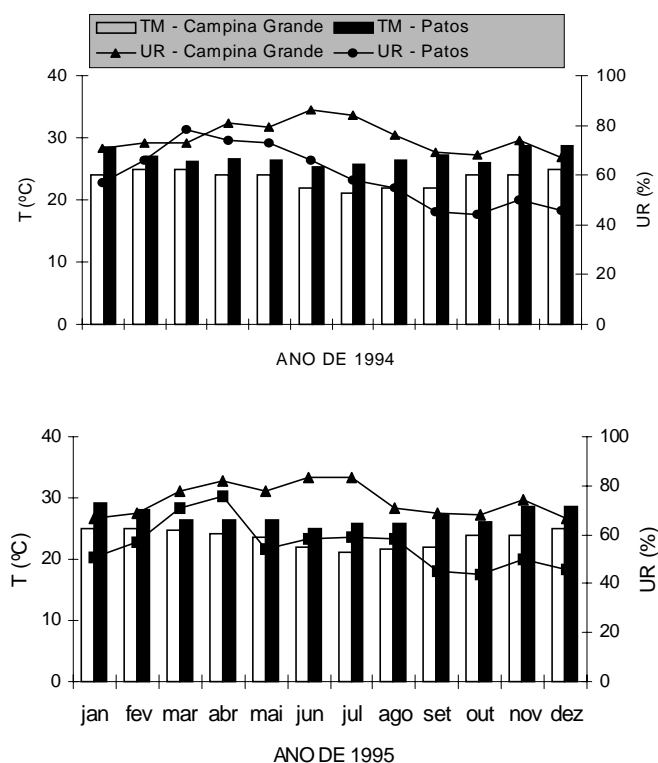 TM - Campina Grande TM - Patos
UR - Campina Grande UR - Patos
40 100
30 80
20 60
10 40
0 20
0
T (ºC)
UR (%)
ANO DE 1994
40 100
30 80
20 60
10 40
0 20
0
T (ºC)
UR (%)
jan fev mar abr mai jun jul ago set out nov dez
ANO DE 1995